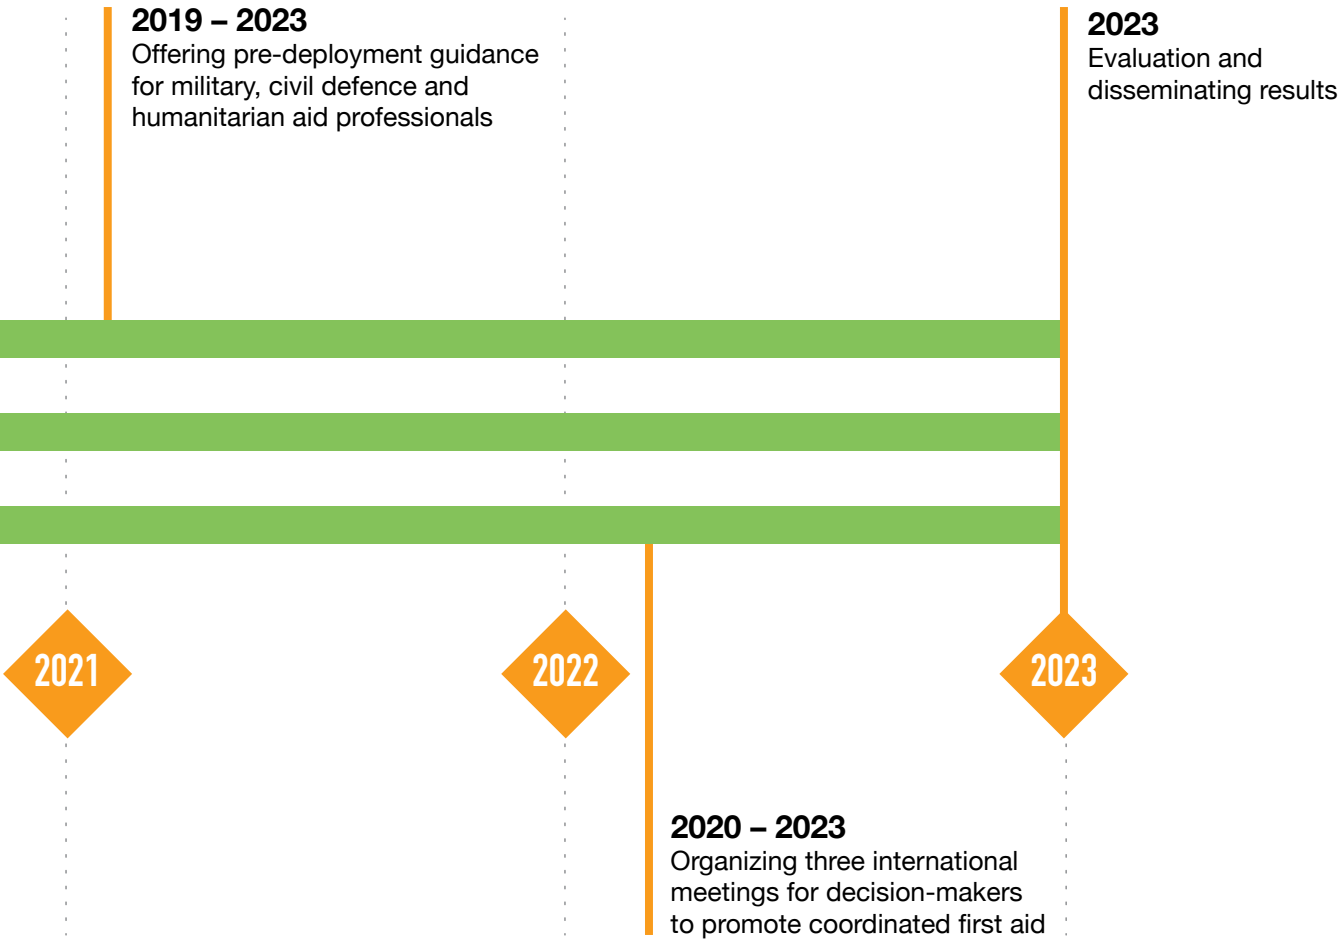 2019 – 2023
Offering pre-deployment guidance
for military, civil defence and
humanitarian aid professionals
2023
Evaluation and
disseminating results
2021
2022
2023
2020 – 2023
Organizing three international
meetings for decision-makers
to promote coordinated first aid